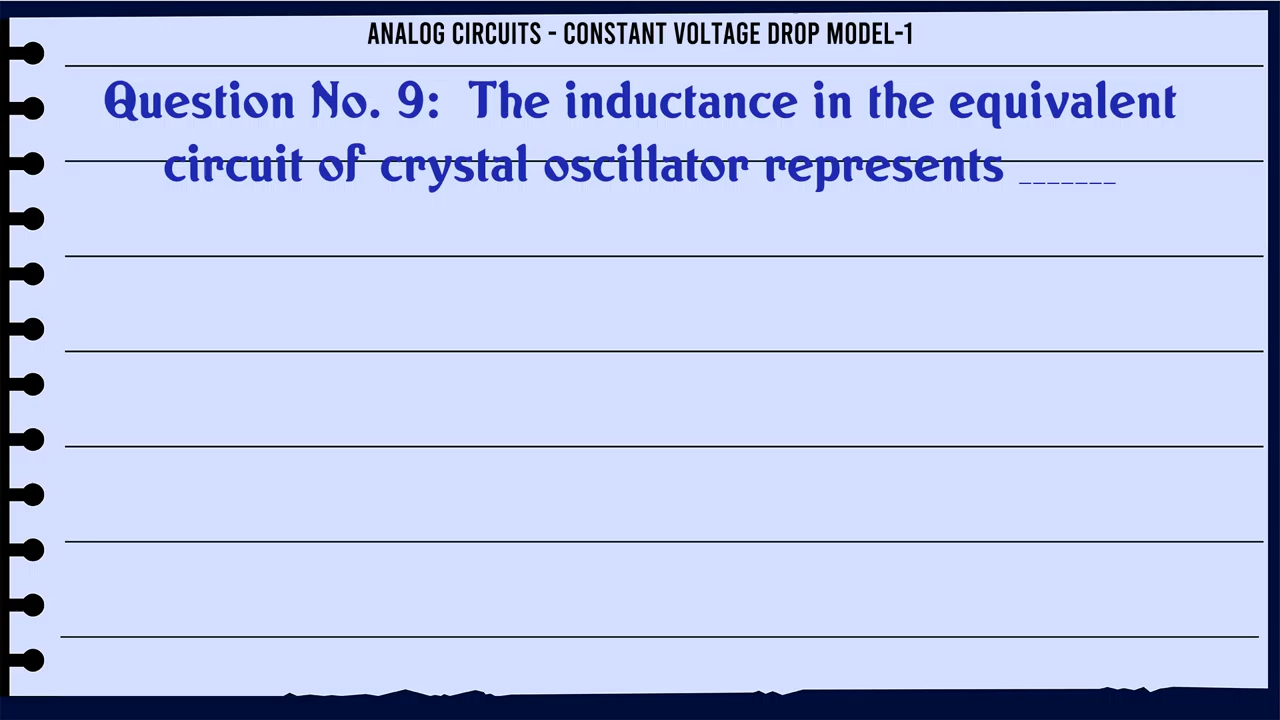 ANALOG CIRCUITS - CONSTANT VOLTAGE DROP MODEL-1
Question No. 9: The inductance in the equivalent
circuit of crystal oscillator represents _______